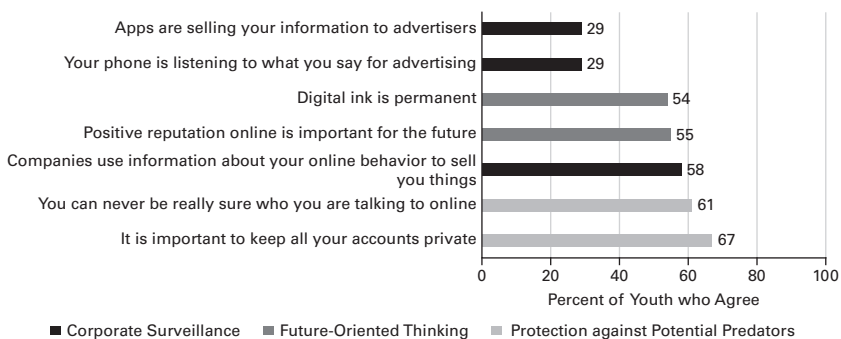 Apps are selling your information to advertisers 29
Your phone is listening to what you say for advertising 29
Digital ink is permanent 54
Positive reputation online is important for the future 55
Companies use information about your online behavior to sell
you things 58
You can never be really sure who you are talking to online 61
It is important to keep all your accounts private 67
0 20 40 60 80 100
Percent of Youth who Agree
Corporate Surveillance Future-Oriented Thinking Protection against Potential Predators